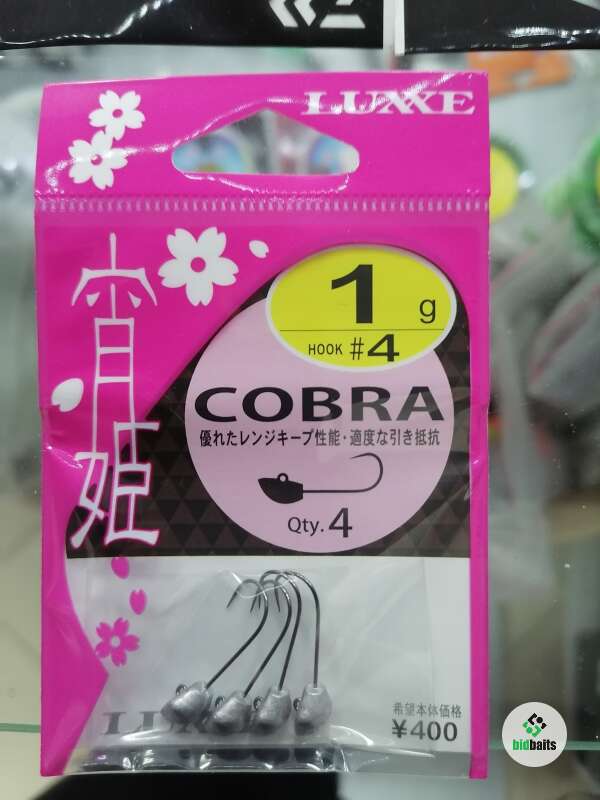 LUXXE
宵姫
1g
HOOK #4
COBRA
優れたレンジキープ性能・適度な引き抵抗
Qty.4
LUXXE
希望本体価格
¥400
bidbaits